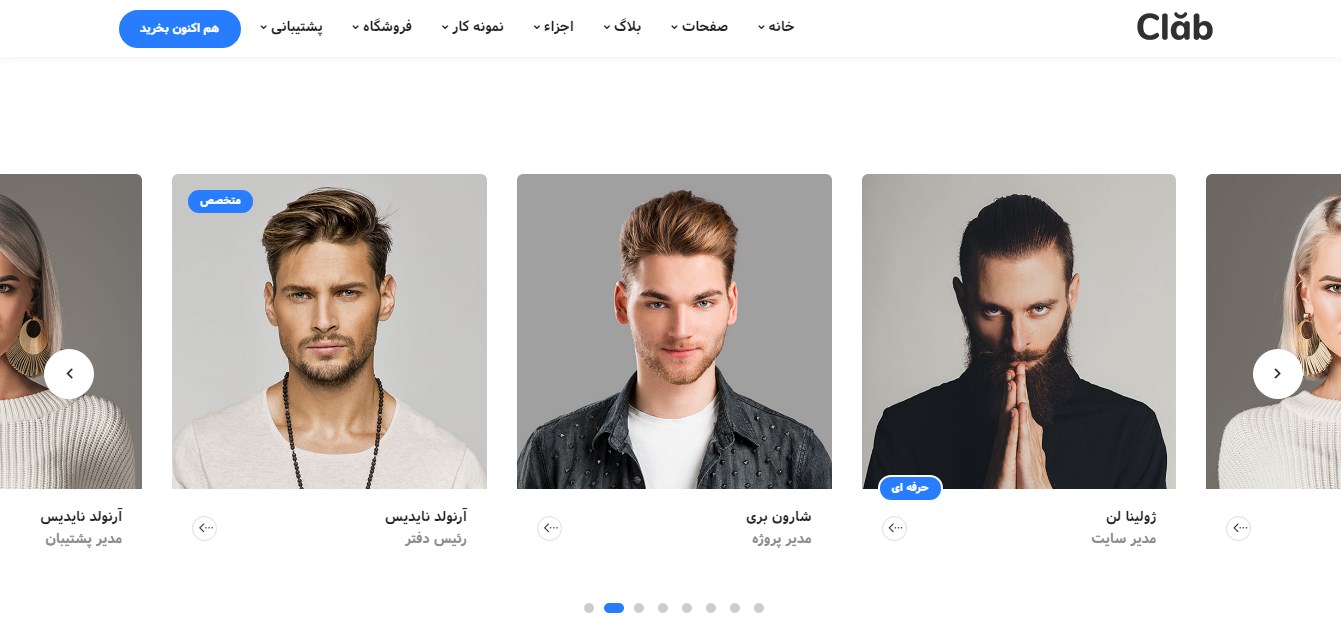 Clăb
خانه
صفحات
بلاگ
اجزاء
نمونه کار
فروشگاه
پشتیبانی
هم اکنون بخرید
متخصص
حرفه ای
ژولینا لن
مدیر سایت
شارون بری
مدیر پروژه
آرنولد نایدیس
رئیس دفتر
آرنولد نایدیس
مدیر پشتیبان